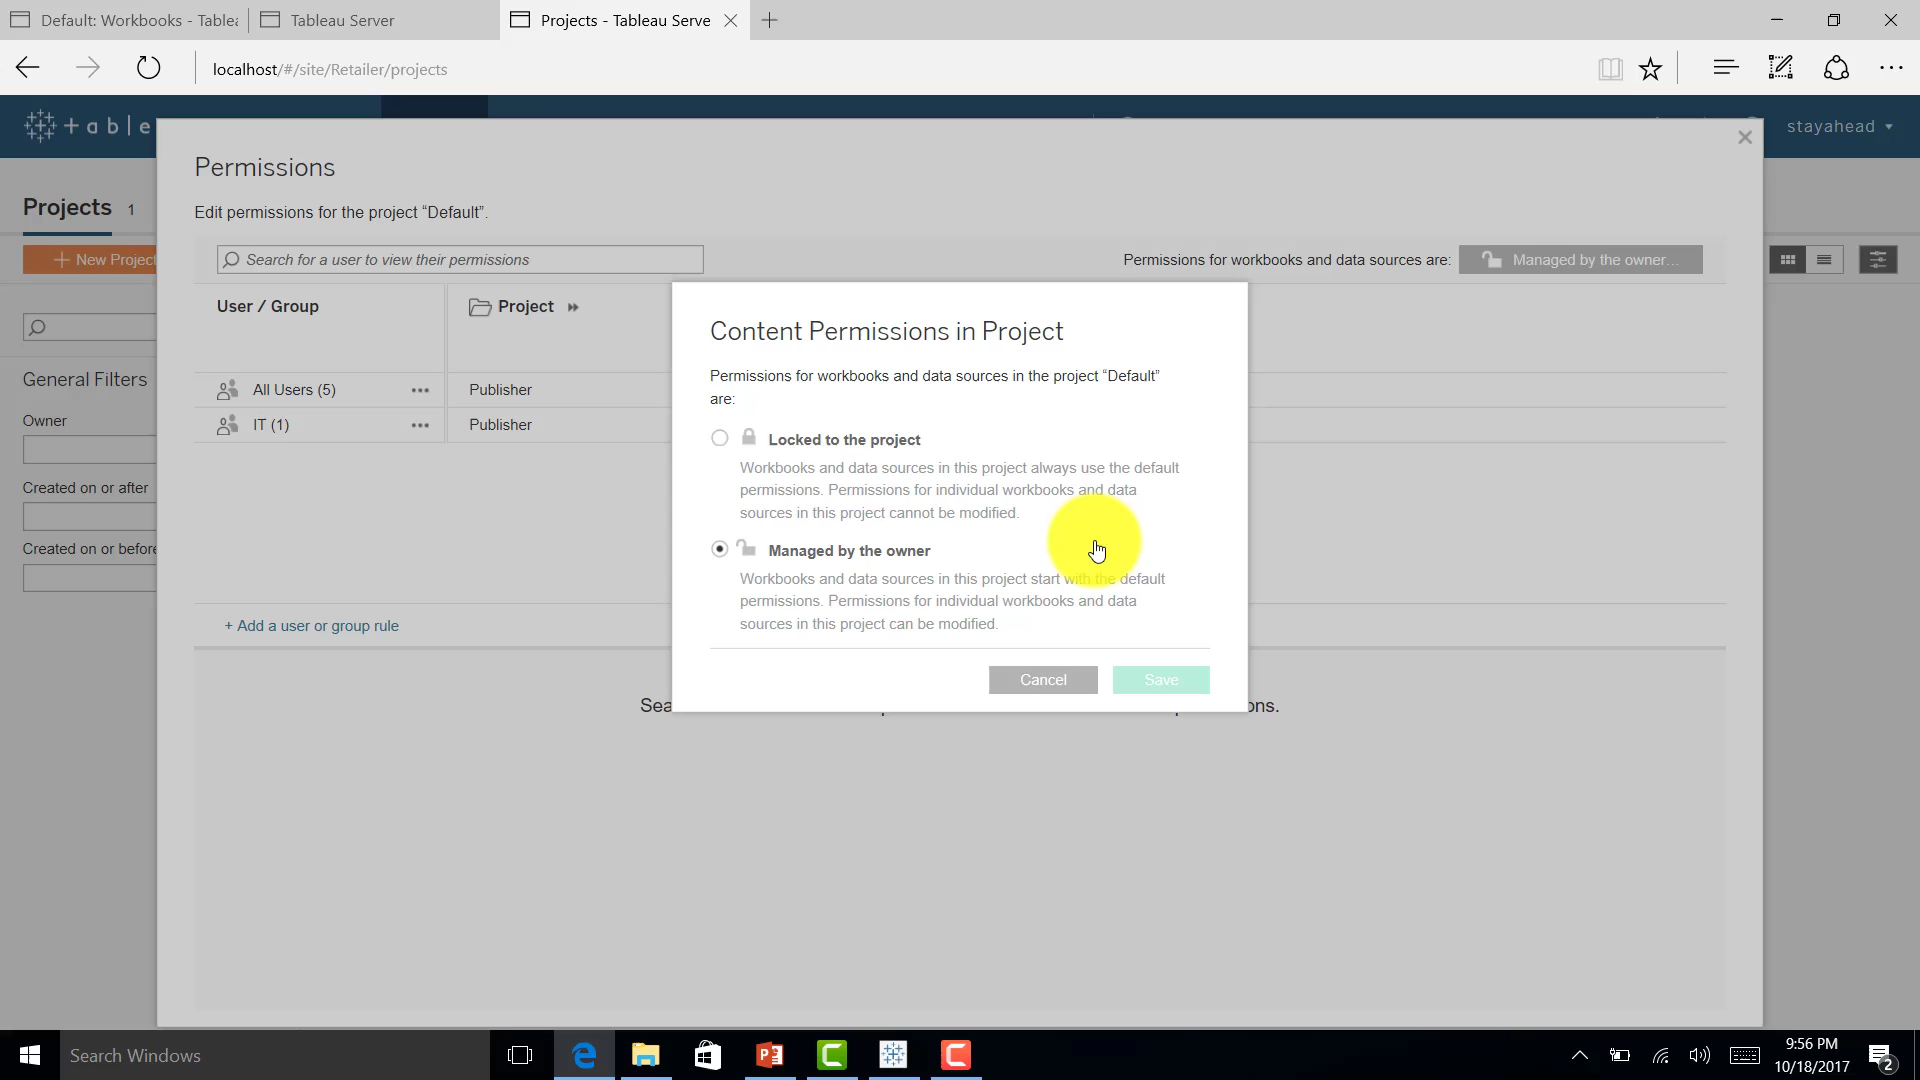 Default: Workbooks - Tablea
Tableau Server
Projects - Tableau Serve
localhost/#/site/Retailer/projects
+able
stayahead
Permissions
Edit permissions for the project “Default”.
Projects 1
New Project
Search for a user to view their permissions
Permissions for workbooks and data sources are:
Managed by the owner...
User / Group
Project
General Filters
Owner
Created on or after
Created on or before
All Users (5)
Publisher
IT (1)
Publisher
+ Add a user or group rule
Content Permissions in Project
Permissions for workbooks and data sources in the project “Default”
are:
Locked to the project
Workbooks and data sources in this project always use the default
permissions. Permissions for individual workbooks and data
sources in this project cannot be modified.
Managed by the owner
Workbooks and data sources in this project start with the default
permissions. Permissions for individual workbooks and data
sources in this project can be modified.
Cancel
Save
Search Windows
9:56 PM
10/18/2017
2